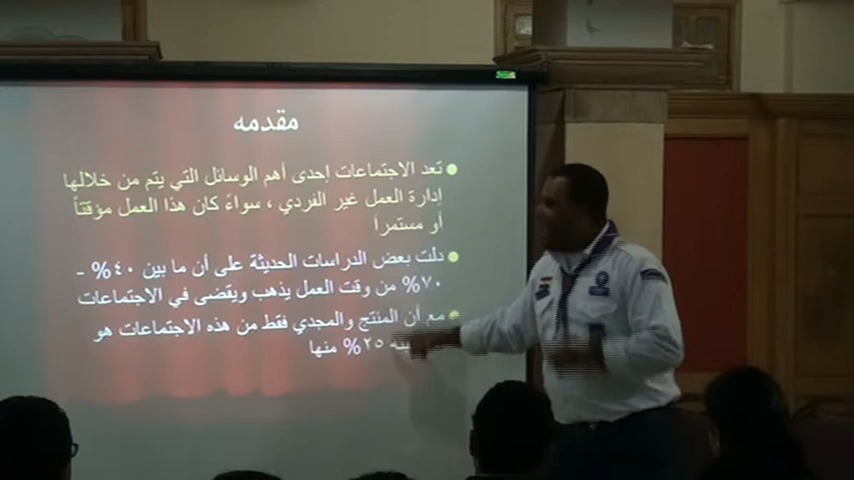 مقدمه
تعد الاجتماعات إحدى أهم الوسائل التي يتم من خلالها
إدارة العمل غير الفردي ، سواءً كان هذا العمل مؤقتاً
أو مستمراً
دلت بعض الدراسات الحديثة على أن ما بين ٤٠% -
٧٠% من وقت العمل يذهب ويقضى في الاجتماعات
مع أن المنتج والمجدي فقط من هذه الاجتماعات هو
٢٥% منها